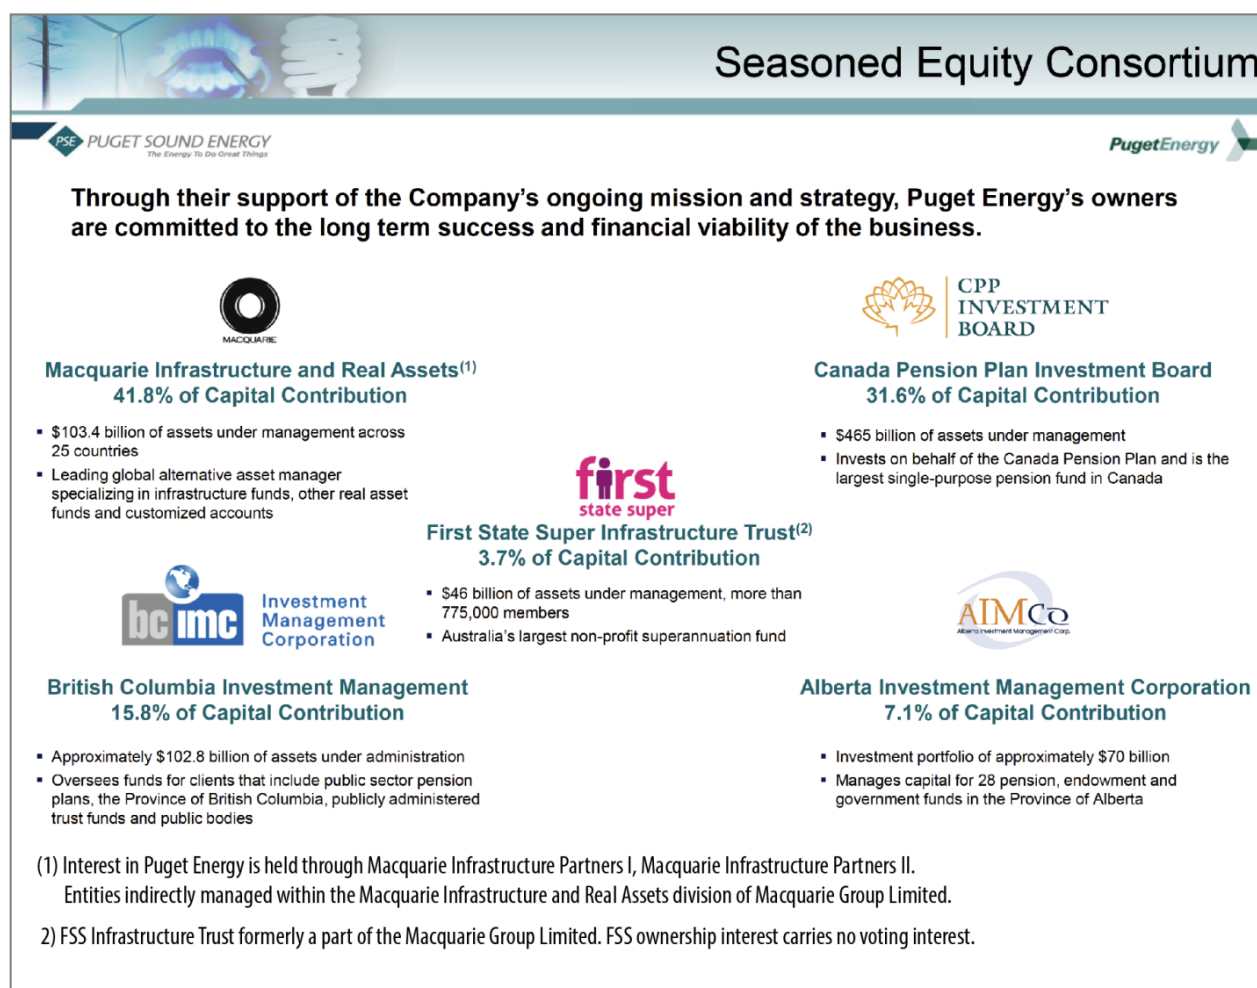 Seasoned Equity Consortium
PSE PUGET SOUND ENERGY
The Energy To Do Great Things
PugetEnergy
Through their support of the Company's ongoing mission and strategy, Puget Energy's owners
are committed to the long term success and financial viability of the business.
MACQUARIE
Macquarie Infrastructure and Real Assets(1)
41.8% of Capital Contribution
▪ $103.4 billion of assets under management across
25 countries
▪ Leading global alternative asset manager
specializing in infrastructure funds, other real asset
funds and customized accounts
CPP
INVESTMENT
BOARD
Canada Pension Plan Investment Board
31.6% of Capital Contribution
▪ $465 billion of assets under management
▪ Invests on behalf of the Canada Pension Plan and is the
largest single-purpose pension fund in Canada
first
state super
First State Super Infrastructure Trust(2)
3.7% of Capital Contribution
▪ $46 billion of assets under management, more than
775,000 members
▪ Australia's largest non-profit superannuation fund
bc imc
Investment
Management
Corporation
British Columbia Investment Management
15.8% of Capital Contribution
▪ Approximately $102.8 billion of assets under administration
▪ Oversees funds for clients that include public sector pension
plans, the Province of British Columbia, publicly administered
trust funds and public bodies
AIMCo
Alberta Investment Management Corp.
Alberta Investment Management Corporation
7.1% of Capital Contribution
▪ Investment portfolio of approximately $70 billion
▪ Manages capital for 28 pension, endowment and
government funds in the Province of Alberta
(1) Interest in Puget Energy is held through Macquarie Infrastructure Partners I, Macquarie Infrastructure Partners II.
Entities indirectly managed within the Macquarie Infrastructure and Real Assets division of Macquarie Group Limited.
2) FSS Infrastructure Trust formerly a part of the Macquarie Group Limited. FSS ownership interest carries no voting interest.